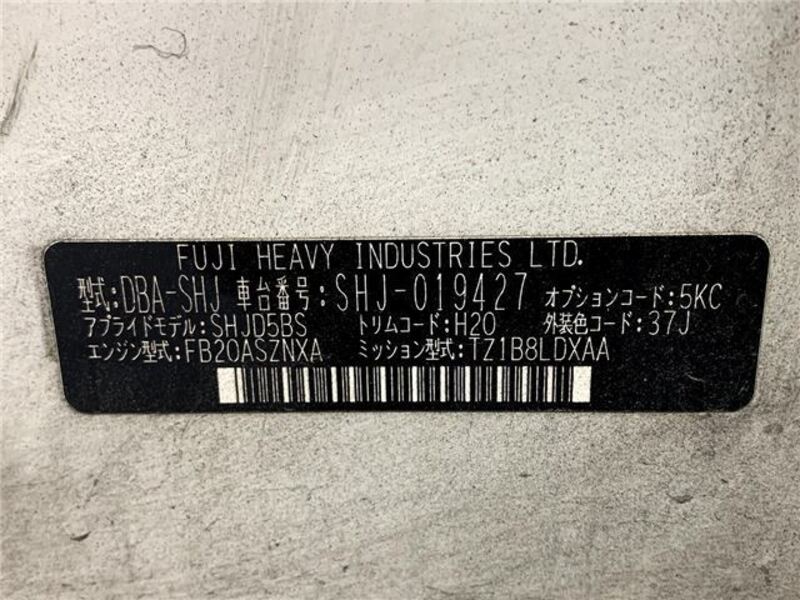 FUJI HEAVY INDUSTRIES LTD.
型式:DBA-SHJ 車台番号:SHJ-019427 オプションコード:5KC
アプライドモデル:SHJD5BS トリムコード:H20 外装色コード:37J
エンジン型式:FB20ASZNXA ミッション型式:TZ1B8LDXAA